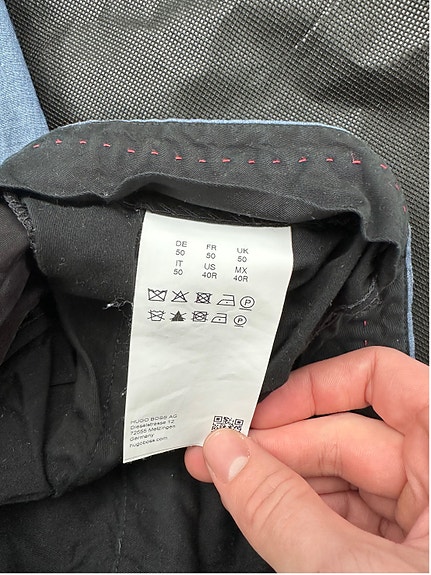 DE FR UK
50 50 50
IT US MX
50 40R 40R
HUGO BOSS AG
Dieselstrasse 12
72555 Metzingen
Germany
hugoboss.com